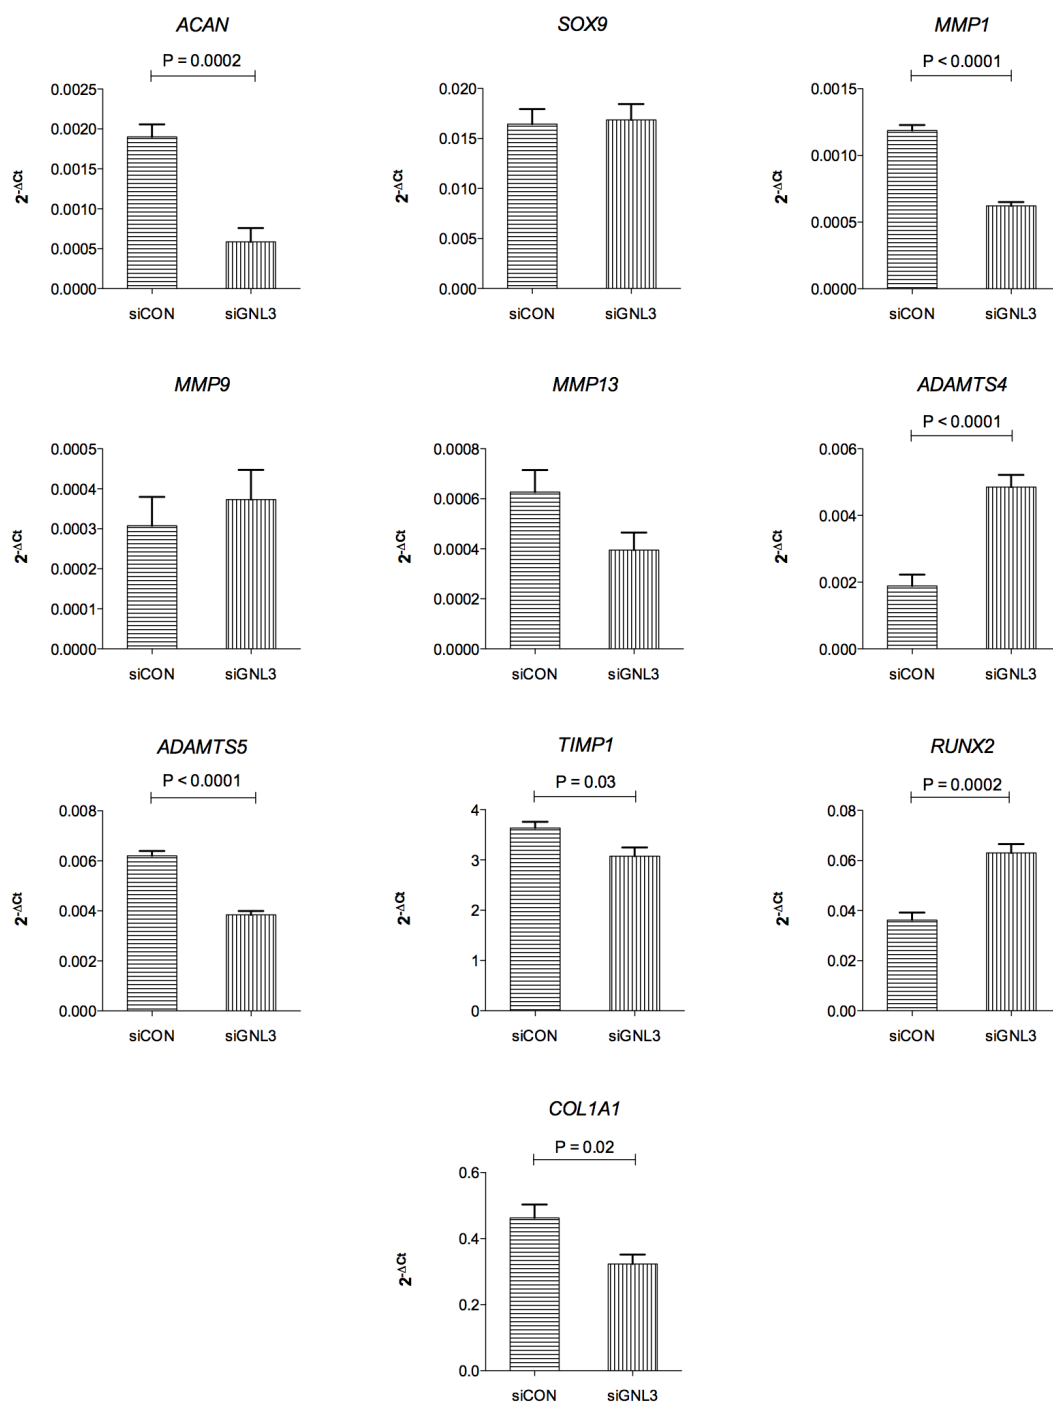 ACAN
P = 0.0002
0.0025
0.0020
0.0015
0.0010
0.0005
0.0000
2-ΔCt
siCON siGNL3
SOX9
0.020
0.015
0.010
0.005
0.000
2-ΔCt
siCON siGNL3
MMP1
P < 0.0001
0.0015
0.0010
0.0005
0.0000
2-ΔCt
siCON siGNL3
MMP9
0.0005
0.0004
0.0003
0.0002
0.0001
0.0000
2-ΔCt
siCON siGNL3
MMP13
0.0008
0.0006
0.0004
0.0002
0.0000
2-ΔCt
siCON siGNL3
ADAMTS4
P < 0.0001
0.006
0.004
0.002
0.000
2-ΔCt
siCON siGNL3
ADAMTS5
P < 0.0001
0.008
0.006
0.004
0.002
0.000
2-ΔCt
siCON siGNL3
TIMP1
P = 0.03
4
3
2
1
0
2-ΔCt
siCON siGNL3
RUNX2
P = 0.0002
0.08
0.06
0.04
0.02
0.00
2-ΔCt
siCON siGNL3
COL1A1
P = 0.02
0.6
0.4
0.2
0.0
2-ΔCt
siCON siGNL3